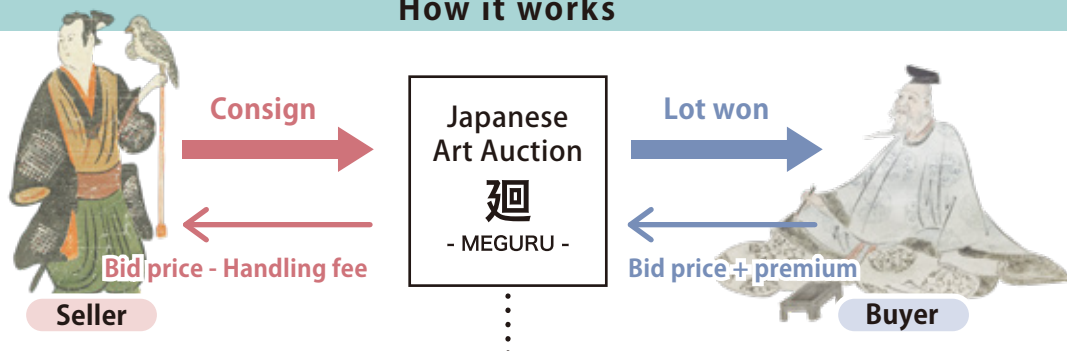 How it works
Consign
Japanese
Art Auction
廻
- MEGURU -
Lot won
Bid price - Handling fee
Bid price + premium
Seller
Buyer